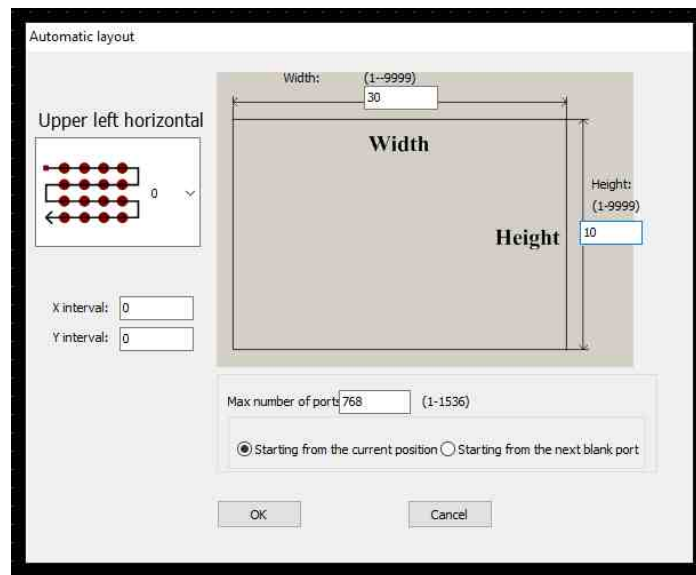 Automatic layout
Width: (1--9999)
30
Upper left horizontal
Width
0
Height:
(1-9999)
10
Height
X interval: 0
Y interval: 0
Max number of ports 768 (1-1536)
Starting from the current position Starting from the next blank port
OK Cancel